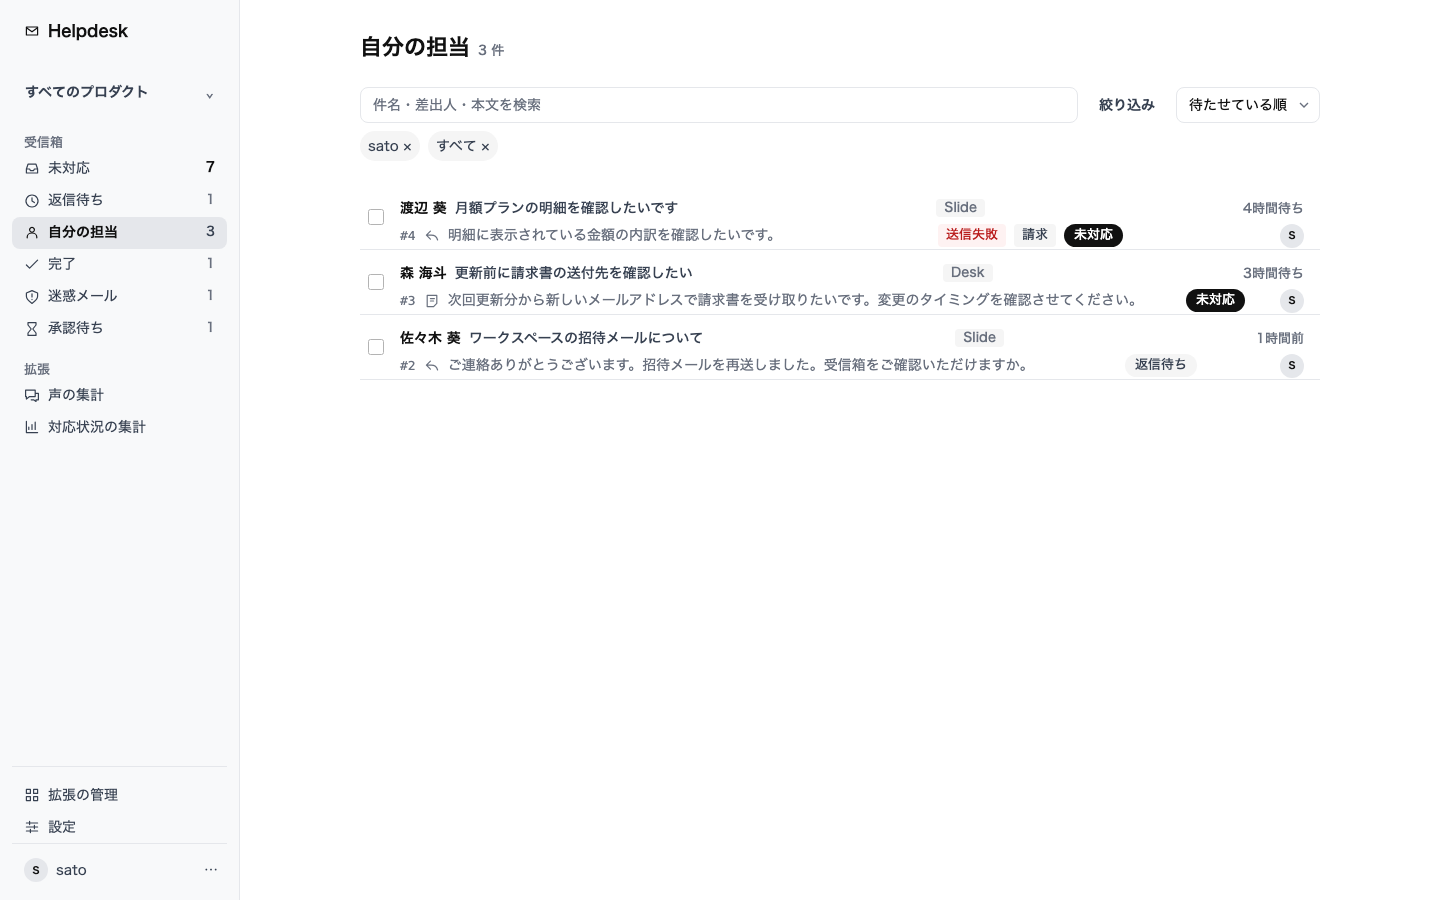 Helpdesk
すべてのプロダクト
受信箱
未対応 7
返信待ち 1
自分の担当 3
完了 1
迷惑メール 1
承認待ち 1
拡張
声の集計
対応状況の集計
拡張の管理
設定
S sato …
自分の担当 3 件
件名・差出人・本文を検索 絞り込み 待たせている順
sato × すべて ×
渡辺 葵 月額プランの明細を確認したいです Slide 4時間待ち
#4 明細に表示されている金額の内訳を確認したいです。 送信失敗 請求 未対応 S
森 海斗 更新前に請求書の送付先を確認したい Desk 3時間待ち
#3 次回更新分から新しいメールアドレスで請求書を受け取りたいです。変更のタイミングを確認させてください。 未対応 S
佐々木 葵 ワークスペースの招待メールについて Slide 1時間前
#2 ご連絡ありがとうございます。招待メールを再送しました。受信箱をご確認いただけますか。 返信待ち S